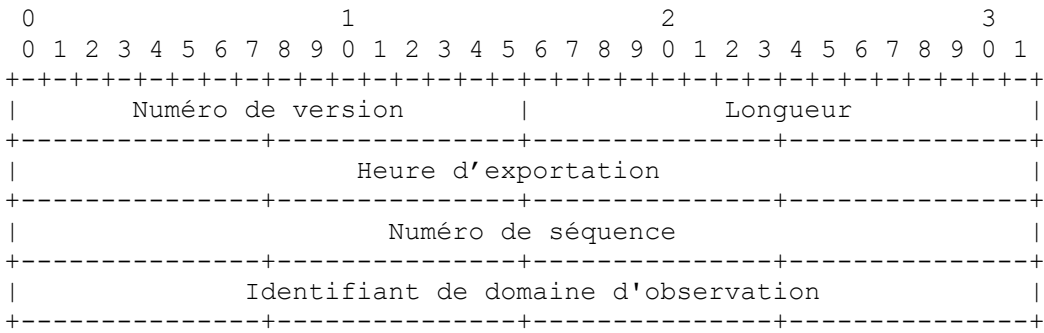 0                   1                   2                   3
0 1 2 3 4 5 6 7 8 9 0 1 2 3 4 5 6 7 8 9 0 1 2 3 4 5 6 7 8 9 0 1
+-+-+-+-+-+-+-+-+-+-+-+-+-+-+-+-+-+-+-+-+-+-+-+-+-+-+-+-+-+-+-+-+
|       Numéro de version       |            Longueur           |
+---------------+---------------+---------------+---------------+
|                     Heure d’exportation                       |
+---------------+---------------+---------------+---------------+
|                       Numéro de séquence                      |
+---------------+---------------+---------------+---------------+
|              Identifiant de domaine d'observation             |
+---------------+---------------+---------------+---------------+